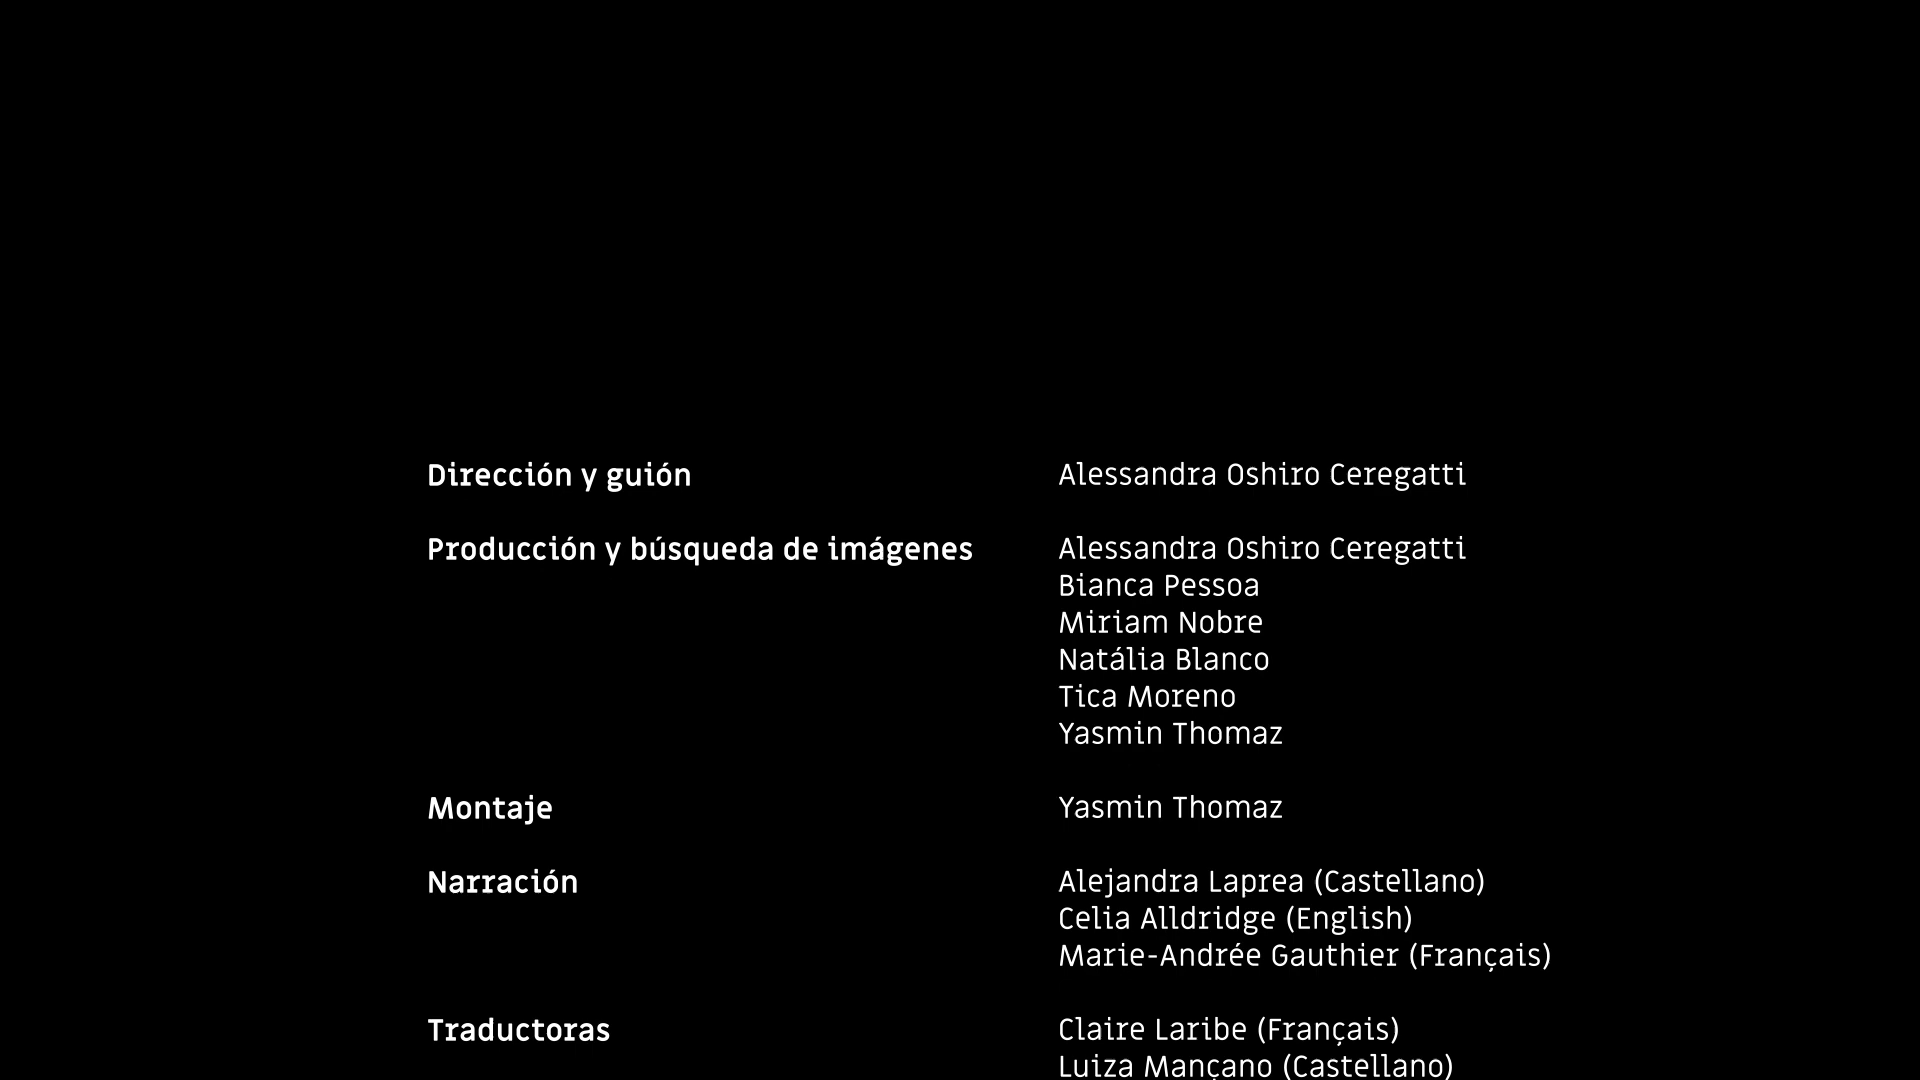 Dirección y guión Alessandra Oshiro Ceregatti
Producción y búsqueda de imágenes Alessandra Oshiro Ceregatti
Bianca Pessoa
Miriam Nobre
Natália Blanco
Tica Moreno
Yasmin Thomaz
Montaje Yasmin Thomaz
Narración Alejandra Laprea (Castellano)
Celia Alldridge (English)
Marie-Andrée Gauthier (Français)
Traductoras Claire Laribe (Français)
Luiza Mançano (Castellano)